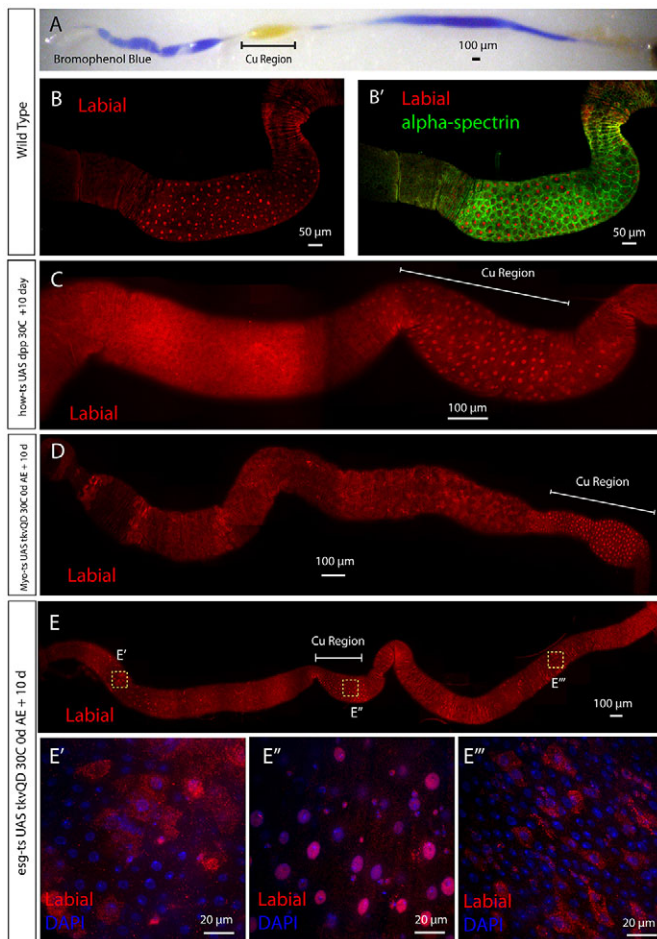 A
Bromophenol Blue
Cu Region
100 µm
Wild Type
B
Labial
50 µm
B'
Labial
alpha-spectrin
50 µm
how-ts UAS dpp 30C +10 day
C
Cu Region
Labial
100 µm
Myo-ts UAS tkvQD 30C 0d AE + 10 d
D
Cu Region
Labial
100 µm
esg-ts UAS tkvQD 30C 0d AE + 10 d
E
E'
Cu Region
E''
E'''
Labial
100 µm
E'
Labial
DAPI
20 µm
E''
Labial
DAPI
20 µm
E'''
Labial
DAPI
20 µm